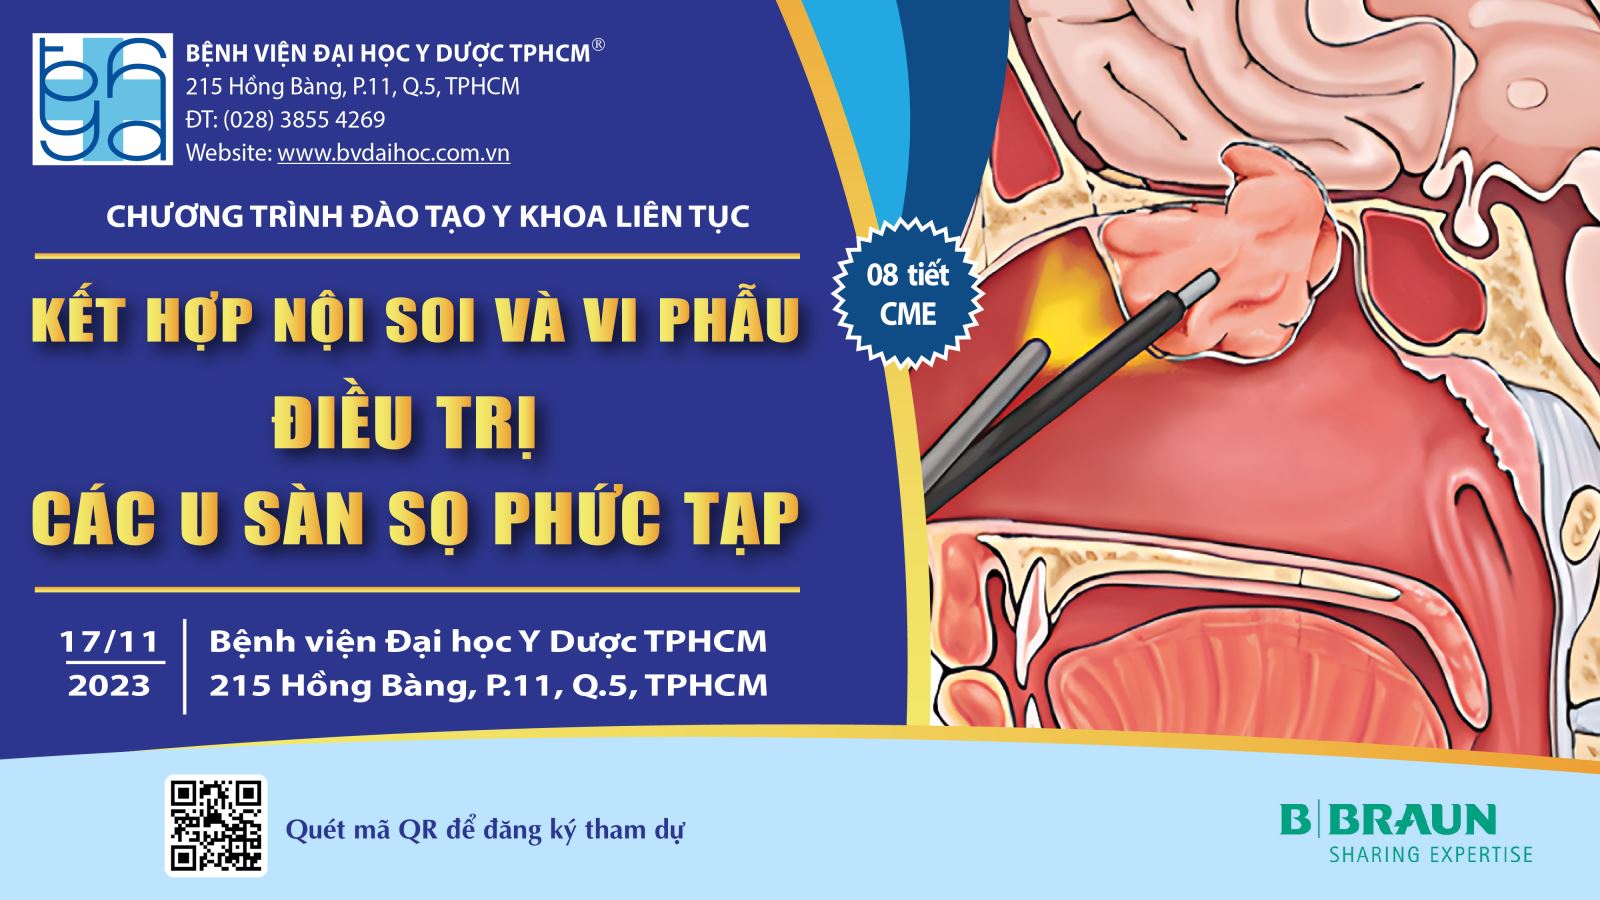 bv
đhyd
BỆNH VIỆN ĐẠI HỌC Y DƯỢC TPHCM®
215 Hồng Bàng, P.11, Q.5, TPHCM
ĐT: (028) 3855 4269
Website: www.bvdaihoc.com.vn
CHƯƠNG TRÌNH ĐÀO TẠO Y KHOA LIÊN TỤC
KẾT HỢP NỘI SOI VÀ VI PHẪU
ĐIỀU TRỊ
CÁC U SÀN SỌ PHỨC TẠP
08 tiết
CME
17/11
2023
Bệnh viện Đại học Y Dược TPHCM
215 Hồng Bàng, P.11, Q.5, TPHCM
Quét mã QR để đăng ký tham dự
B|BRAUN
SHARING EXPERTISE